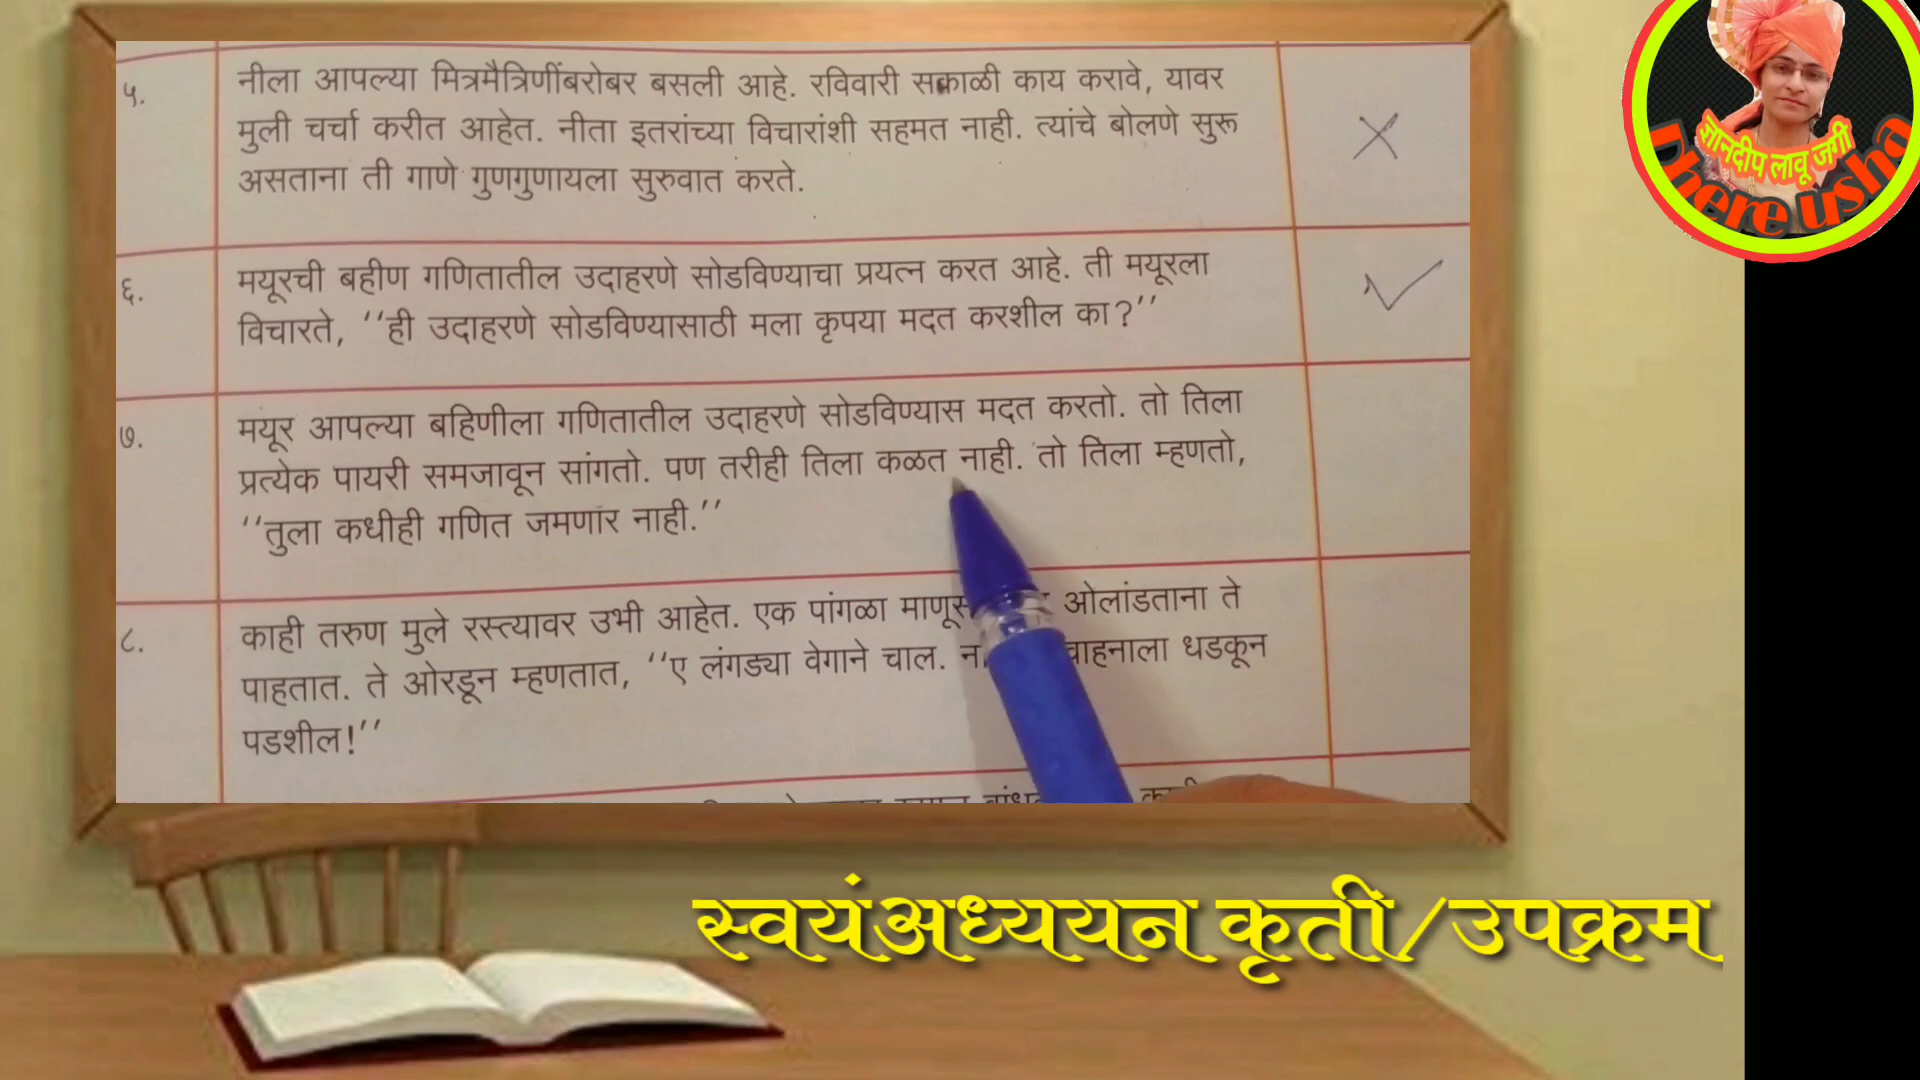 ५.
नीला आपल्या मित्रमैत्रिणींबरोबर बसली आहे. रविवारी सकाळी काय करावे, यावर
मुली चर्चा करीत आहेत. नीता इतरांच्या विचारांशी सहमत नाही. त्यांचे बोलणे सुरू
असताना ती गाणे गुणगुणायला सुरुवात करते.
६.
मयूरची बहीण गणितातील उदाहरणे सोडविण्याचा प्रयत्न करत आहे. ती मयूरला
विचारते, ‘‘ही उदाहरणे सोडविण्यासाठी मला कृपया मदत करशील का?’’
७.
मयूर आपल्या बहिणीला गणितातील उदाहरणे सोडविण्यास मदत करतो. तो तिला
प्रत्येक पायरी समजावून सांगतो. पण तरीही तिला कळत नाही. तो तिला म्हणतो,
‘‘तुला कधीही गणित जमणार नाही.’’
८.
काही तरुण मुले रस्त्यावर उभी आहेत. एक पांगळा माणूस ओलांडताना ते
पाहतात. ते ओरडून म्हणतात, ‘‘ए लंगड्या वेगाने चाल. वाहनाला धडकून
पडशील!’’
ज्ञानदीप लावू जगी
Dhere usha
स्वयंअध्ययन कृती/उपक्रम